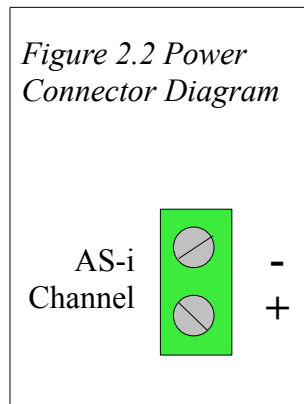 Figure 2.2 Power
Connector Diagram
AS-i
Channel
-
+